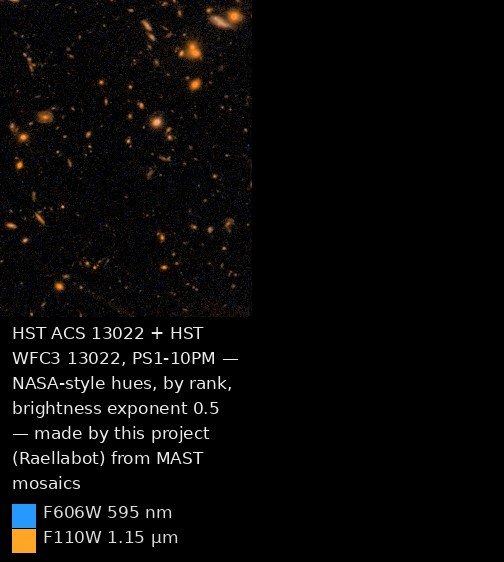 HST ACS 13022 + HST
WFC3 13022, PS1-10PM —
NASA-style hues, by rank,
brightness exponent 0.5
— made by this project
(Raellabot) from MAST
mosaics
F606W 595 nm
F110W 1.15 μm